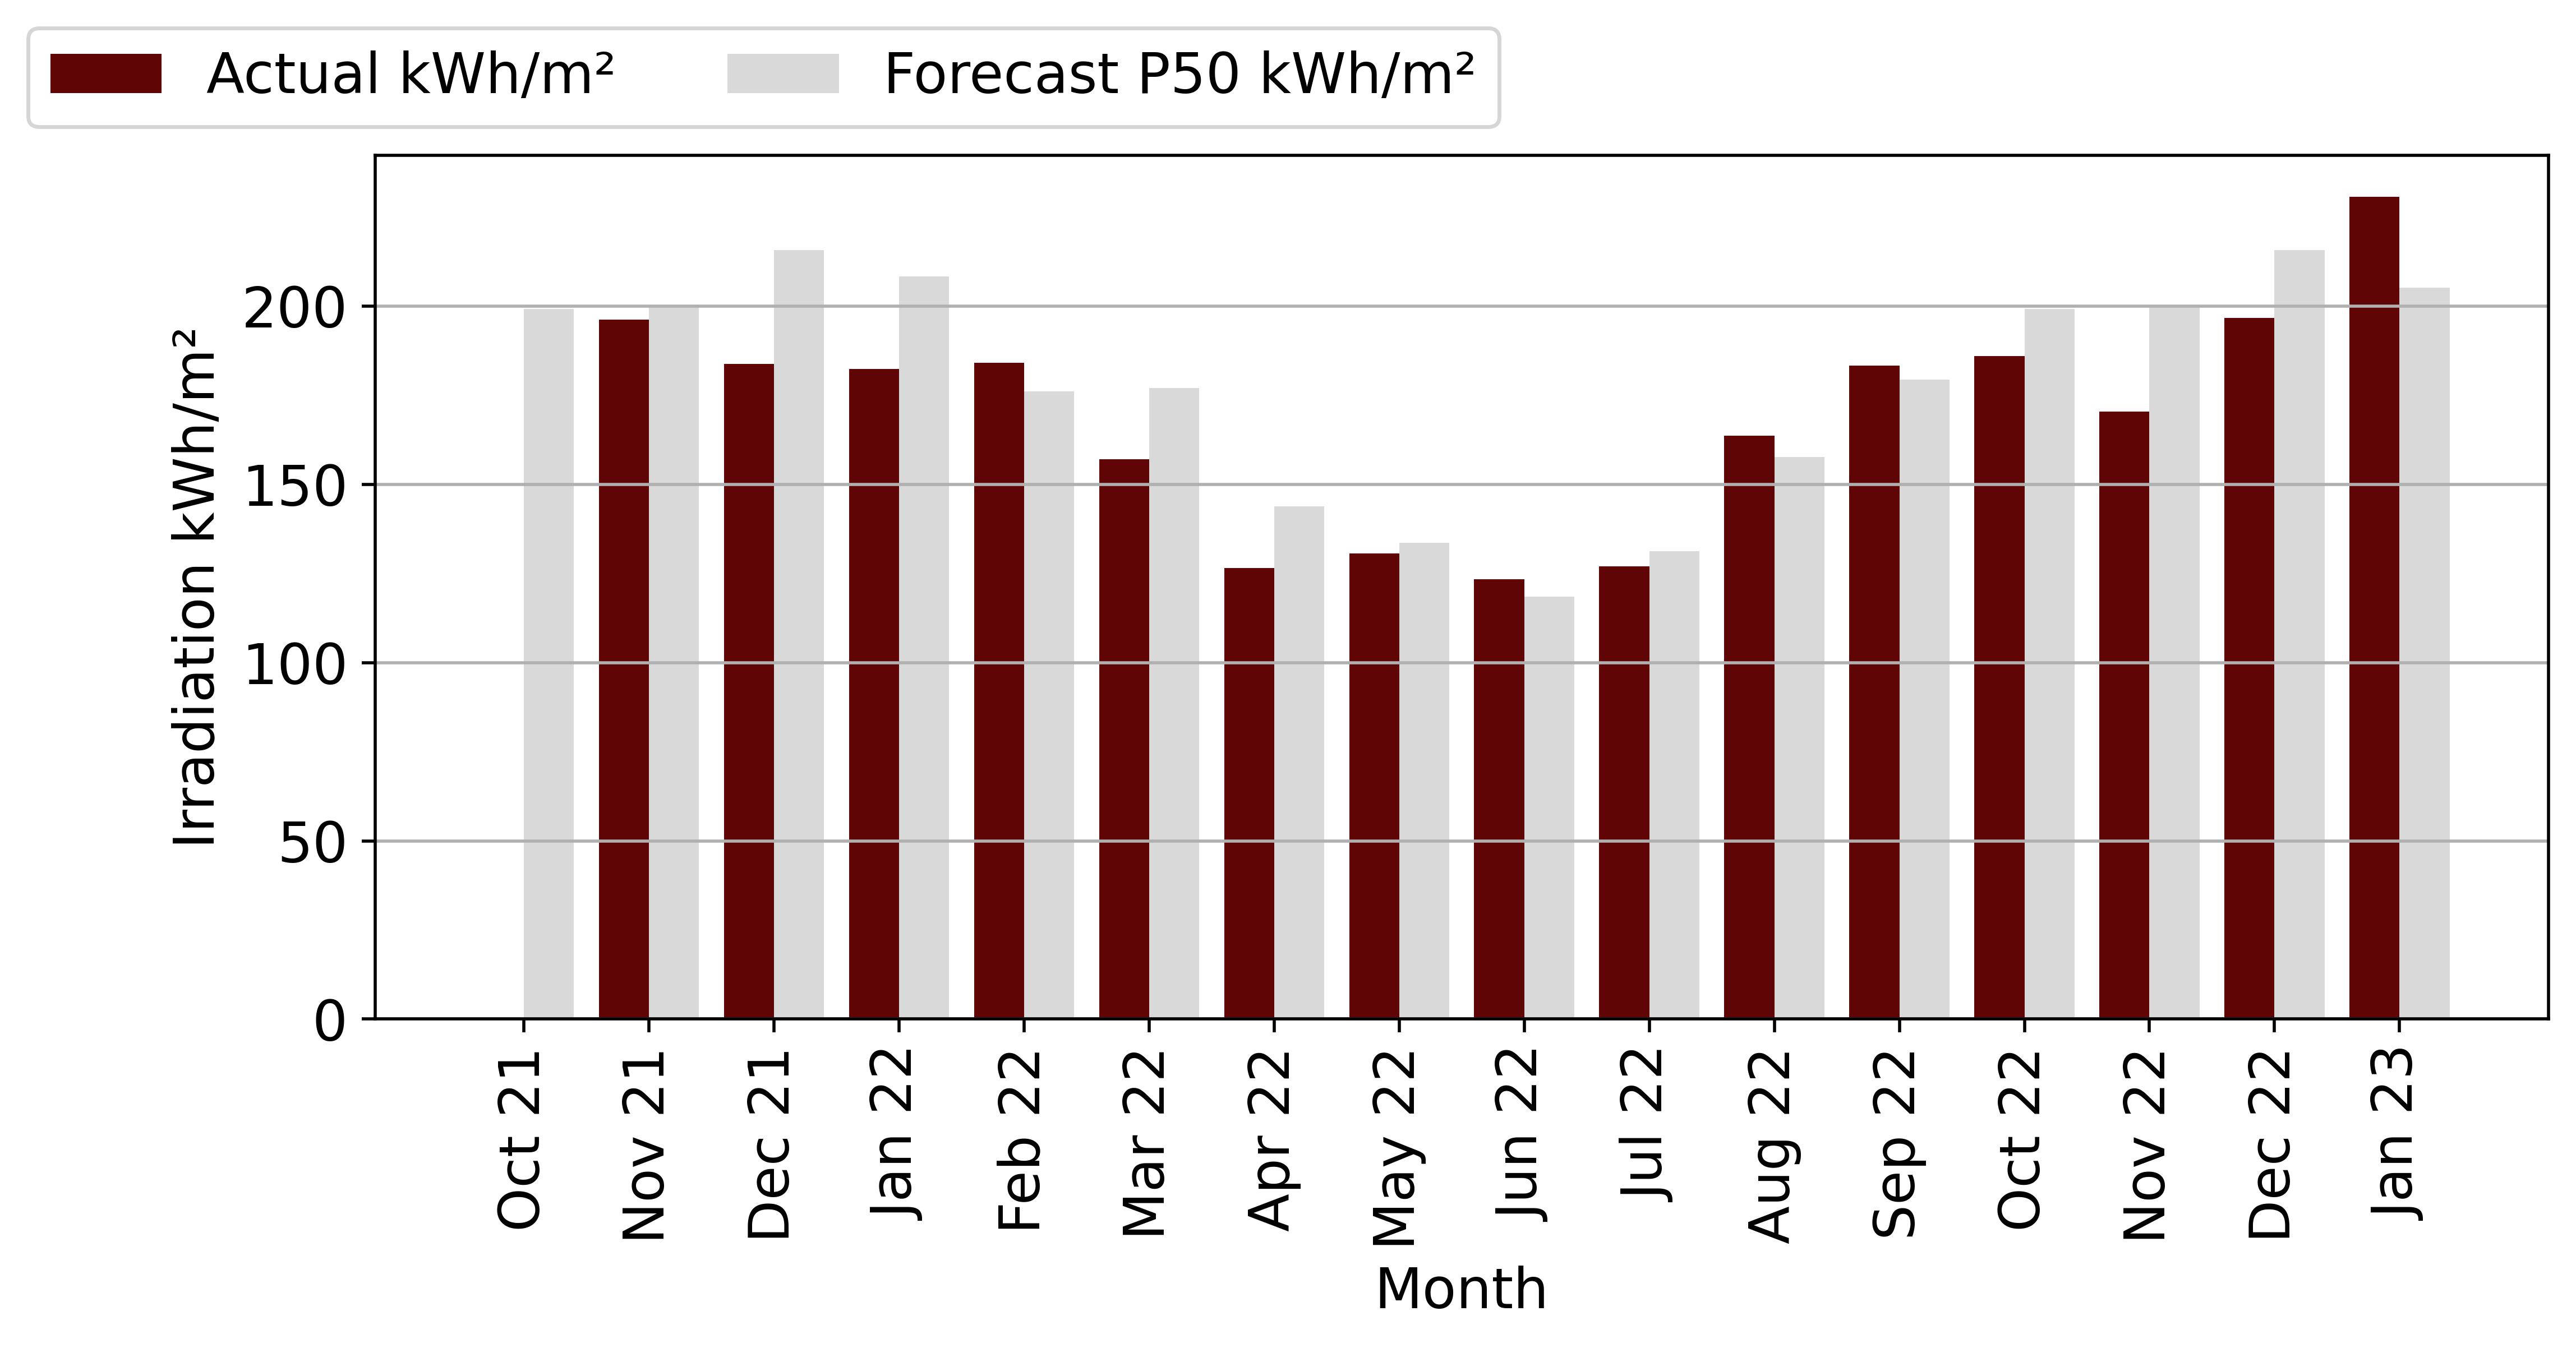 Actual kWh/m² Forecast P50 kWh/m²
Irradiation kWh/m²
200
150
100
50
0
Oct 21
Nov 21
Dec 21
Jan 22
Feb 22
Mar 22
Apr 22
May 22
Jun 22
Jul 22
Aug 22
Sep 22
Oct 22
Nov 22
Dec 22
Jan 23
Month